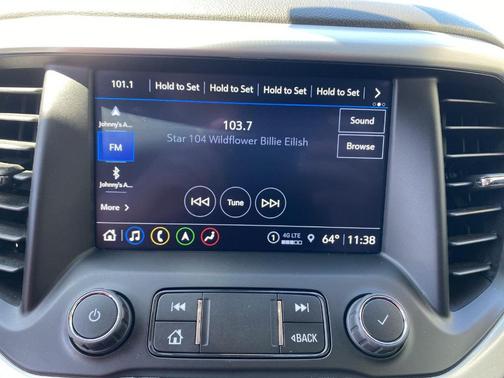 101.1 Hold to Set Hold to Set Hold to Set Hold to Set
Johnny's A...
FM
Johnny's A...
More
103.7
Star 104 Wildflower Billie Eilish
Sound
Browse
Tune
1 4G LTE 64° 11:38
BACK